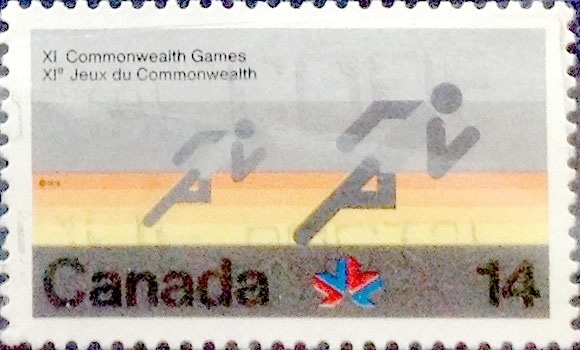 XI Commonwealth Games
XIe Jeux du Commonwealth
Canada 14